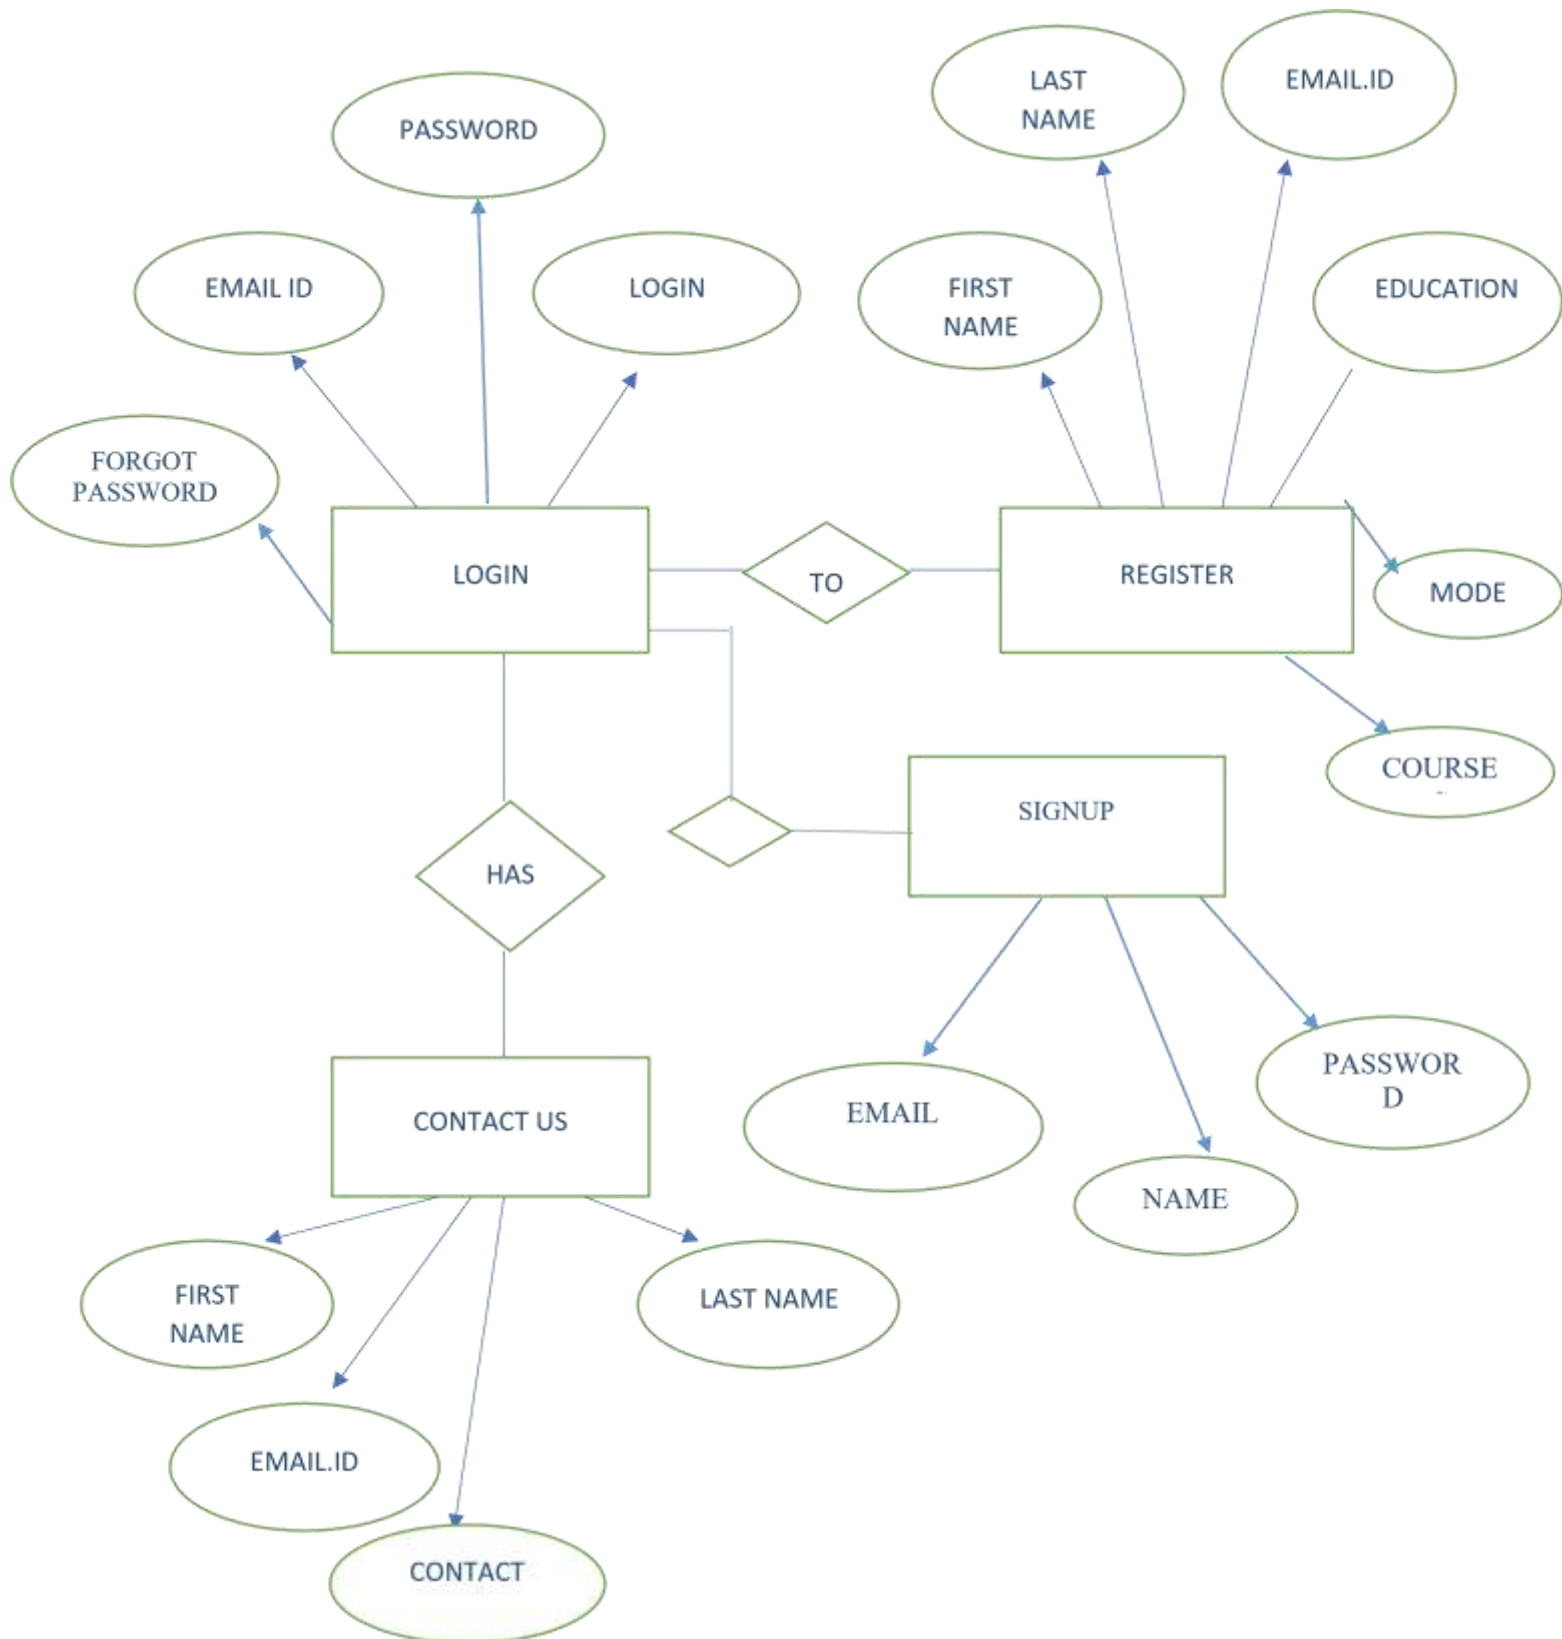 LAST
NAME
EMAIL.ID
PASSWORD
EMAIL ID
LOGIN
FIRST
NAME
EDUCATION
FORGOT
PASSWORD
LOGIN
TO
REGISTER
MODE
COURSE
SIGNUP
HAS
CONTACT US
EMAIL
PASSWOR
D
NAME
FIRST
NAME
LAST NAME
EMAIL.ID
CONTACT